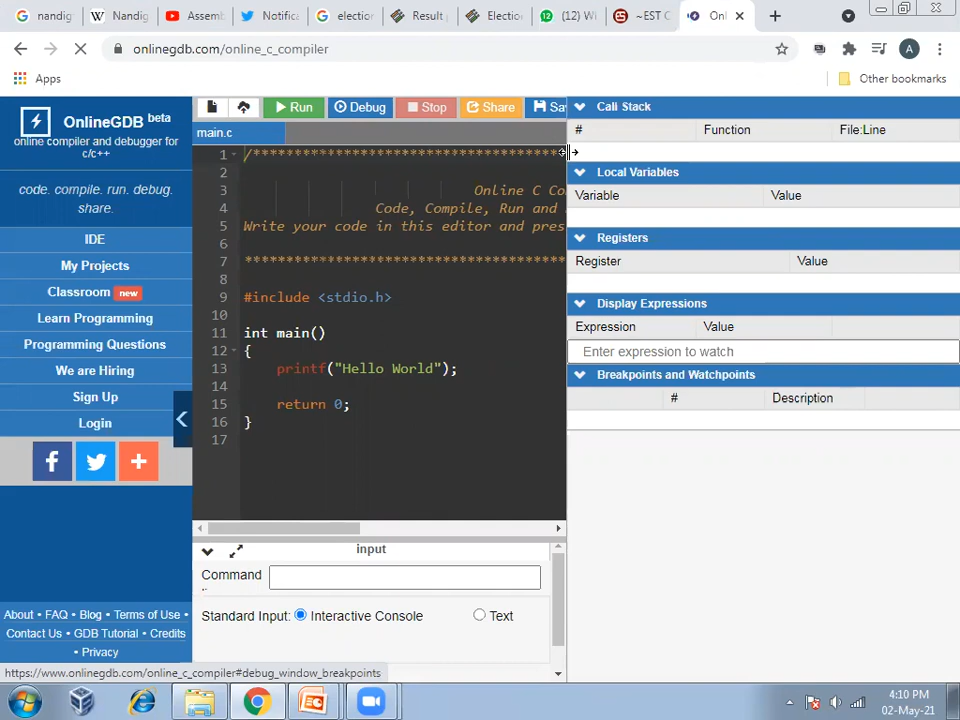 nandig
Nandig
Assemb
Notifica
election
Result
Election
(12) W
~EST C
Onl
onlinegdb.com/online_c_compiler
A
Apps
Other bookmarks
OnlineGDB beta
online compiler and debugger for
c/c++
code. compile. run. debug.
share.
IDE
My Projects
Classroom new
Learn Programming
Programming Questions
We are Hiring
Sign Up
Login
About • FAQ • Blog • Terms of Use •
Contact Us • GDB Tutorial • Credits
• Privacy
Run
Debug
Stop
Share
Sav
main.c
1 /**************************************
2
3 Online C Co
4 Code, Compile, Run and
5 Write your code in this editor and pres
6
7 ***************************************
8
9 #include <stdio.h>
10
11 int main()
12 {
13 printf("Hello World");
14
15 return 0;
16 }
17
input
Command
Standard Input: Interactive Console Text
Call Stack
# Function File:Line
Local Variables
Variable Value
Registers
Register Value
Display Expressions
Expression Value
Enter expression to watch
Breakpoints and Watchpoints
# Description
https://www.onlinegdb.com/online_c_compiler#debug_window_breakpoints
4:10 PM
02-May-21